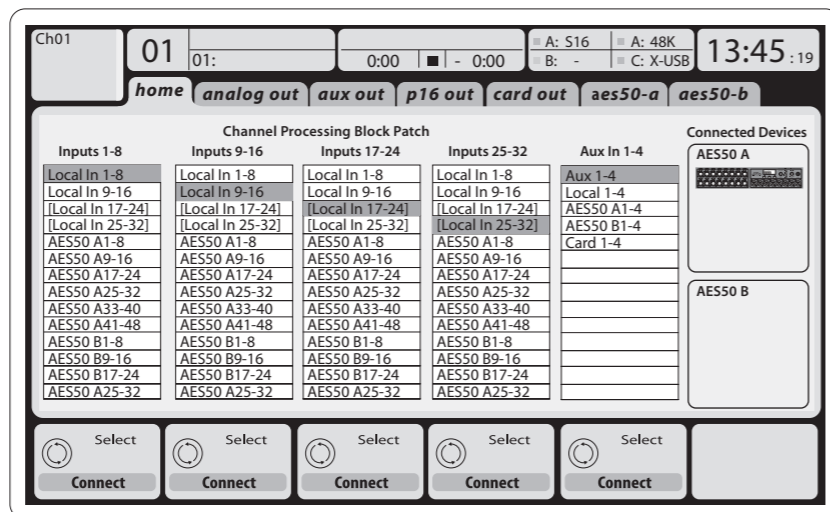 Ch01
01
01:
0:00
- 0:00
A: S16
A: 48K
B: -
C: X-USB
13:45 :19
home
analog out
aux out
p16 out
card out
aes50-a
aes50-b
Channel Processing Block Patch
Connected Devices
Inputs 1-8
Inputs 9-16
Inputs 17-24
Inputs 25-32
Aux In 1-4
Local In 1-8
Local In 9-16
[Local In 17-24]
[Local In 25-32]
AES50 A1-8
AES50 A9-16
AES50 A17-24
AES50 A25-32
AES50 A33-40
AES50 A41-48
AES50 B1-8
AES50 B9-16
AES50 B17-24
AES50 A25-32
Local In 1-8
Local In 9-16
[Local In 17-24]
[Local In 25-32]
AES50 A1-8
AES50 A9-16
AES50 A17-24
AES50 A25-32
AES50 A33-40
AES50 A41-48
AES50 B1-8
AES50 B9-16
AES50 B17-24
AES50 A25-32
Local In 1-8
Local In 9-16
[Local In 17-24]
[Local In 25-32]
AES50 A1-8
AES50 A9-16
AES50 A17-24
AES50 A25-32
AES50 A33-40
AES50 A41-48
AES50 B1-8
AES50 B9-16
AES50 B17-24
AES50 A25-32
Local In 1-8
Local In 9-16
[Local In 17-24]
[Local In 25-32]
AES50 A1-8
AES50 A9-16
AES50 A17-24
AES50 A25-32
AES50 A33-40
AES50 A41-48
AES50 B1-8
AES50 B9-16
AES50 B17-24
AES50 A25-32
Aux 1-4
Local 1-4
AES50 A1-4
AES50 B1-4
Card 1-4
AES50 A
AES50 B
Select
Connect
Select
Connect
Select
Connect
Select
Connect
Select
Connect